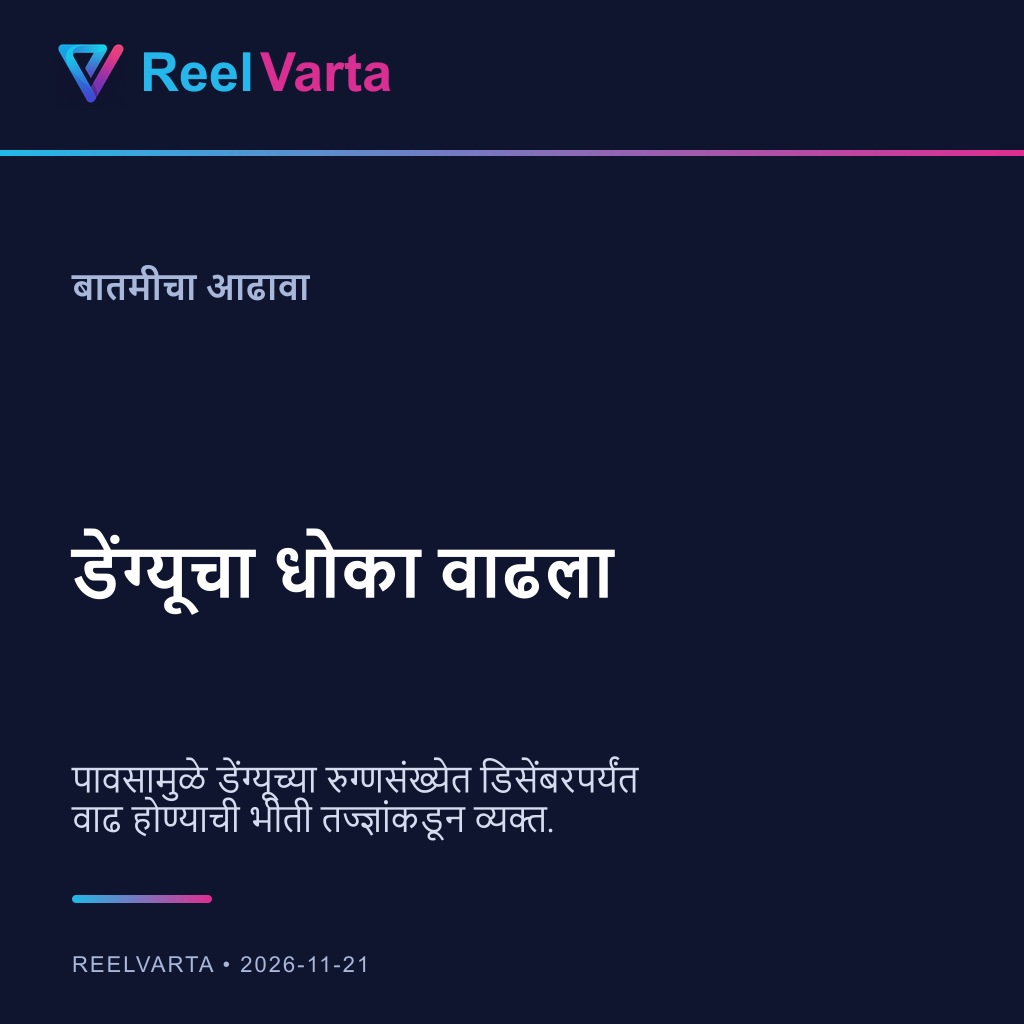 ReelVarta
बातमीचा आढावा
डेंग्यूचा धोका वाढला
पावसामुळे डेंग्यूच्या रुग्णसंख्येत डिसेंबरपर्यंत
वाढ होण्याची भीती तज्ज्ञांकडून व्यक्त.
REELVARTA • 2026-11-21